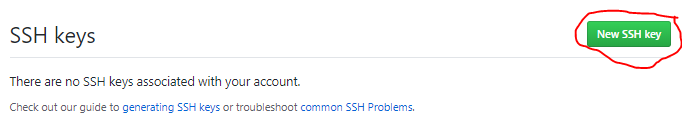 SSH keys
New SSH key
There are no SSH keys associated with your account.
Check out our guide to generating SSH keys or troubleshoot common SSH Problems.